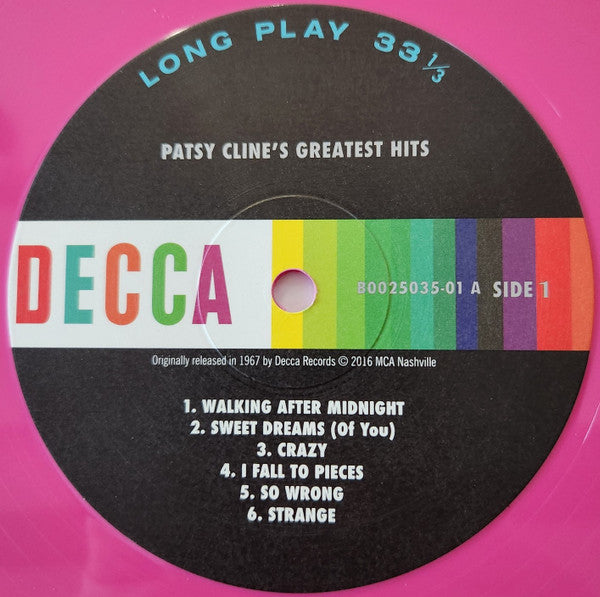 LONG PLAY 33 1/3
PATSY CLINE'S GREATEST HITS
DECCA
B0025035-01 A SIDE 1
Originally released in 1967 by Decca Records © 2016 MCA Nashville
1. WALKING AFTER MIDNIGHT
2. SWEET DREAMS (Of You)
3. CRAZY
4. I FALL TO PIECES
5. SO WRONG
6. STRANGE